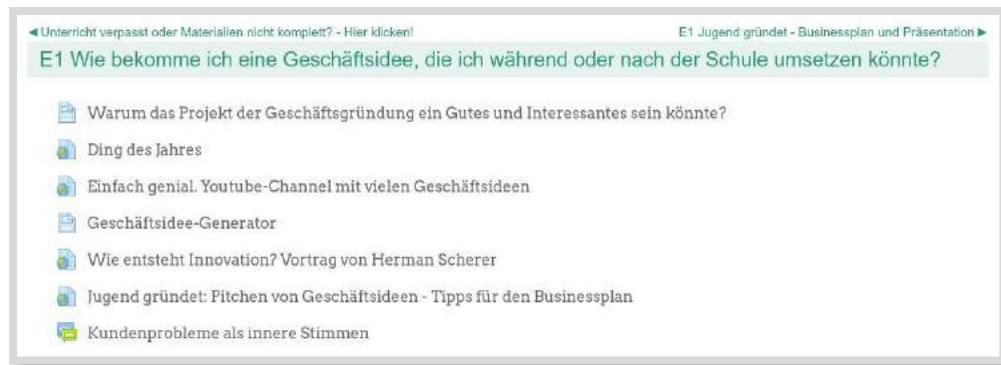 ◄ Unterricht verpasst oder Materialien nicht komplett? - Hier klicken!
E1 Jugend gründet - Businessplan und Präsentation ►
E1 Wie bekomme ich eine Geschäftsidee, die ich während oder nach der Schule umsetzen könnte?
Warum das Projekt der Geschäftsgründung ein Gutes und Interessantes sein könnte?
Ding des Jahres
Einfach genial. Youtube-Channel mit vielen Geschäftsideen
Geschäftsidee-Generator
Wie entsteht Innovation? Vortrag von Herman Scherer
Jugend gründet: Pitchen von Geschäftsideen - Tipps für den Businessplan
Kundenprobleme als innere Stimmen